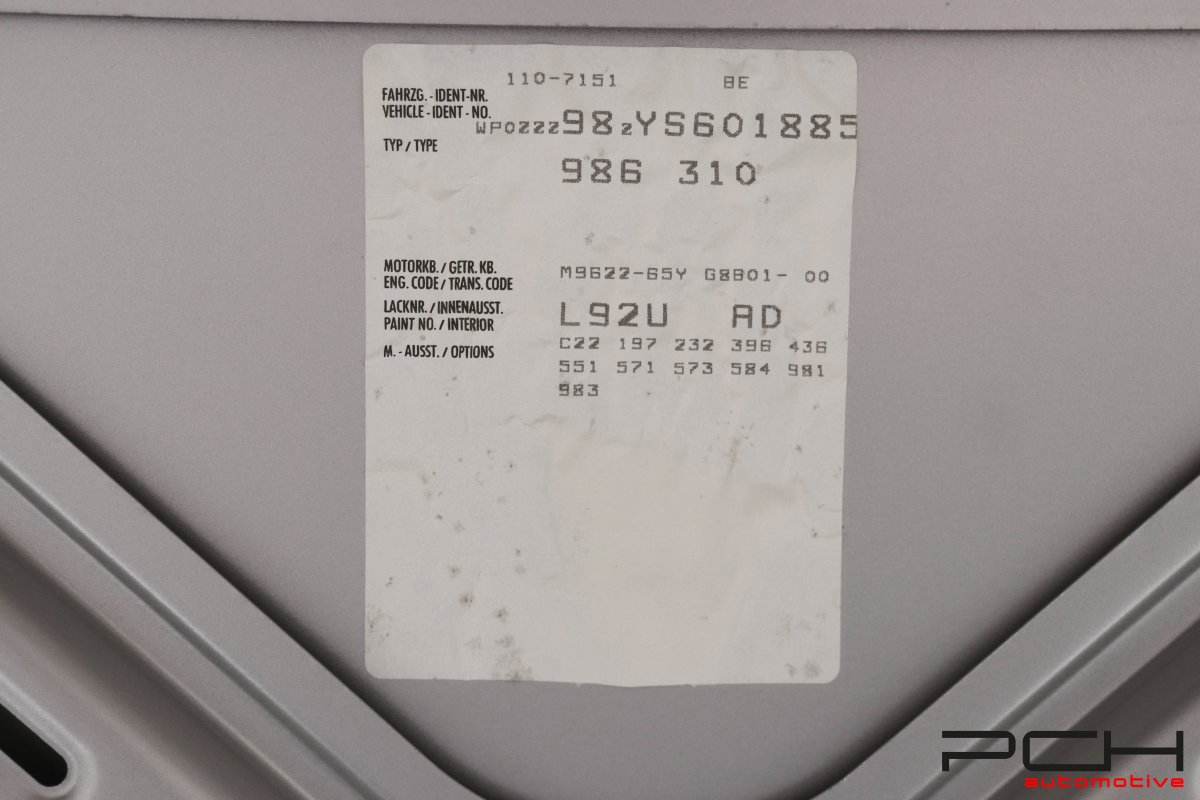 110-7151 BE
FAHRZG. - IDENT-NR.
VEHICLE - IDENT - NO.
WP0ZZZ98ZYS601885
TYP / TYPE
986 310
MOTORKB. / GETR. KB.
ENG. CODE / TRANS. CODE
M9622-65Y G8B01- 00
LACKNR. / INNENAUSST.
PAINT NO. / INTERIOR
L92U AD
M. - AUSST. / OPTIONS
C22 197 232 396 436
551 571 573 584 981
983
PCH
automotive